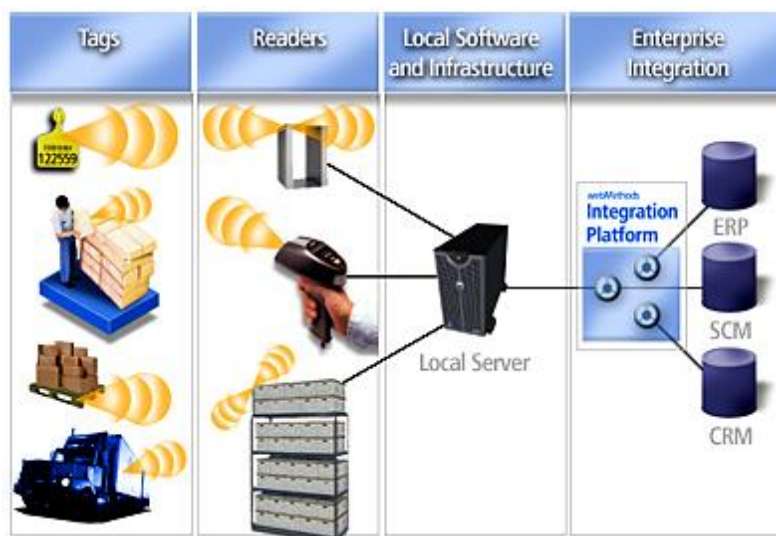 Tags
Readers
Local Software
and Infrastructure
Enterprise
Integration
122559
webMethods
Integration
Platform
ERP
SCM
CRM
Local Server